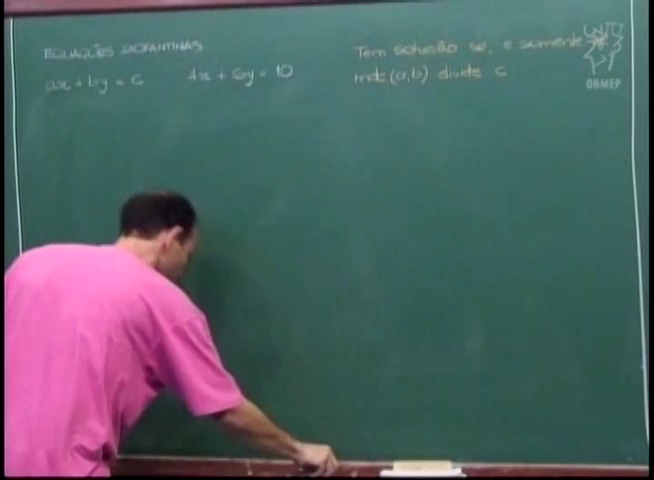 EQUAÇÕES DIOFANTINAS
ax + by = c
4x + 6y = 10
Tem solução se, e somente
mdc(a,b) divide c
OBMEP